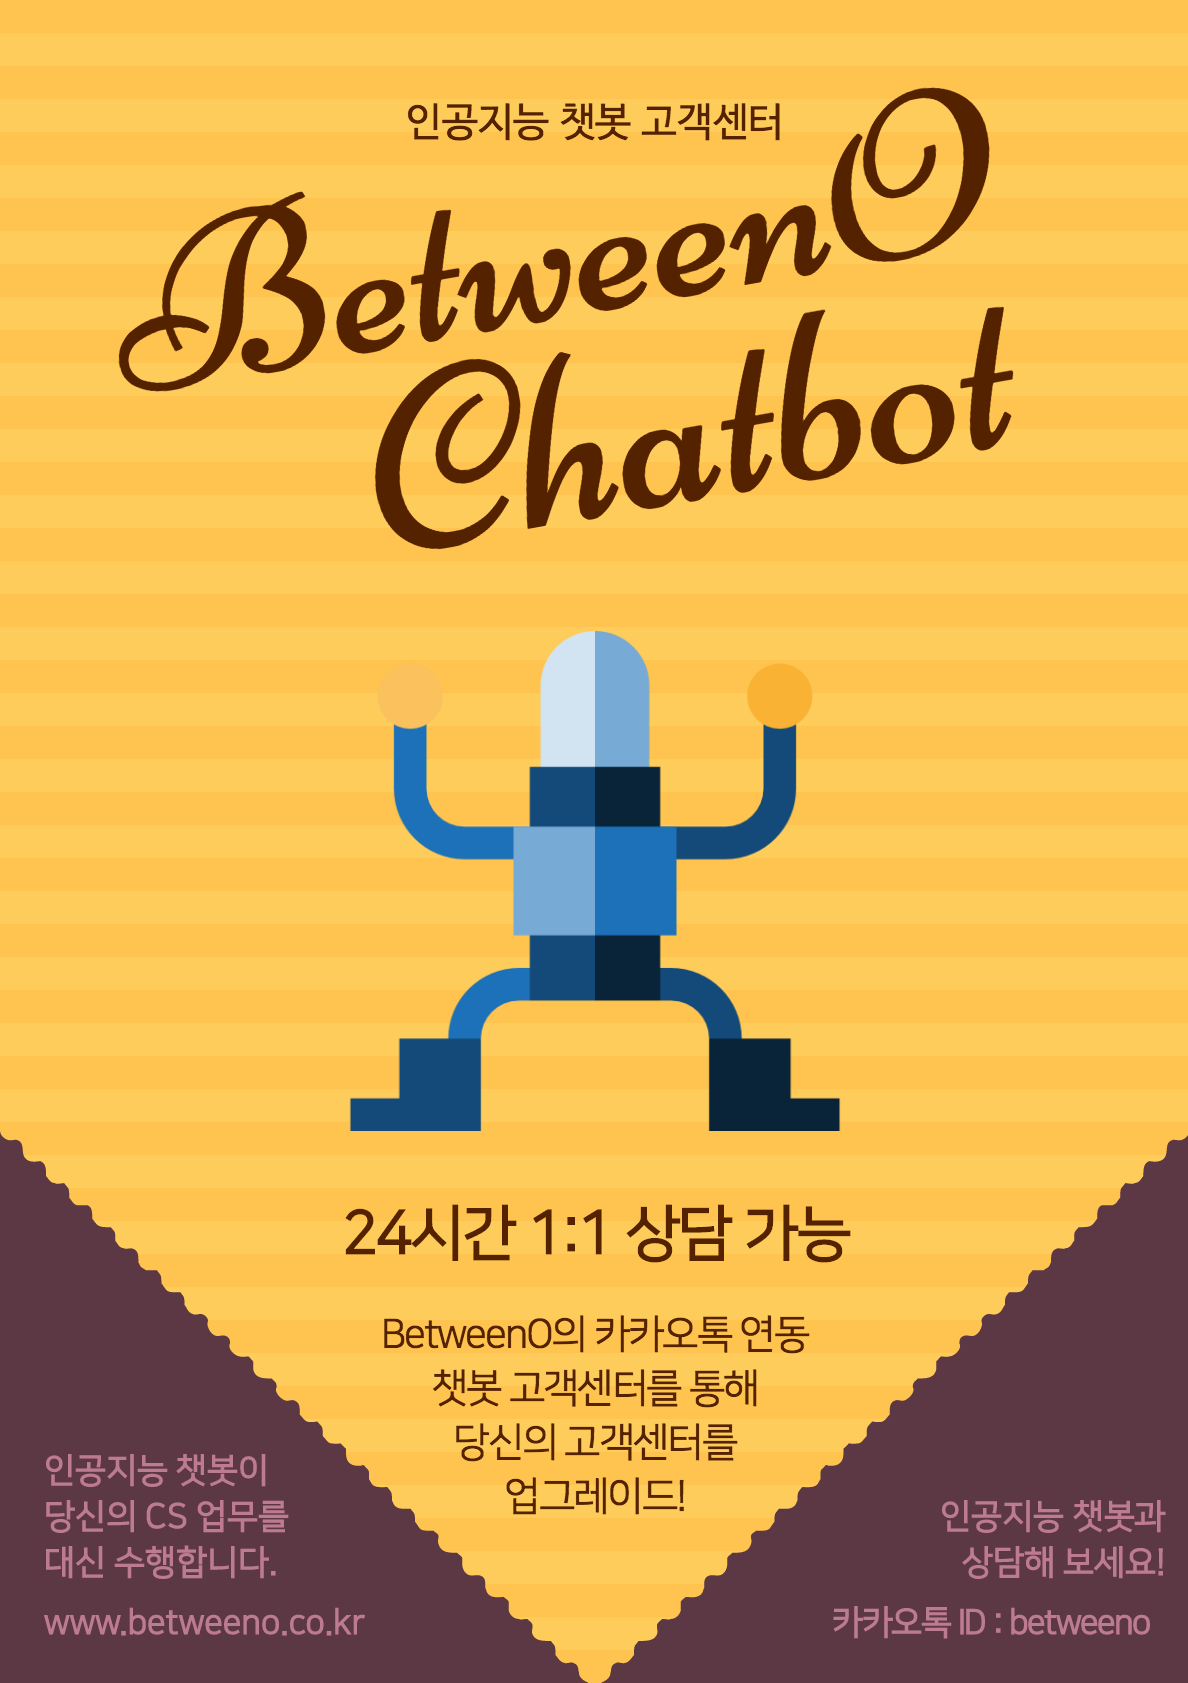 인공지능 챗봇 고객센터
BetweenO
Chatbot
24시간 1:1 상담 가능
BetweenO의 카카오톡 연동
챗봇 고객센터를 통해
당신의 고객센터를
업그레이드!
인공지능 챗봇이
당신의 CS 업무를
대신 수행합니다.
www.betweeno.co.kr
인공지능 챗봇과
상담해 보세요!
카카오톡 ID : betweeno